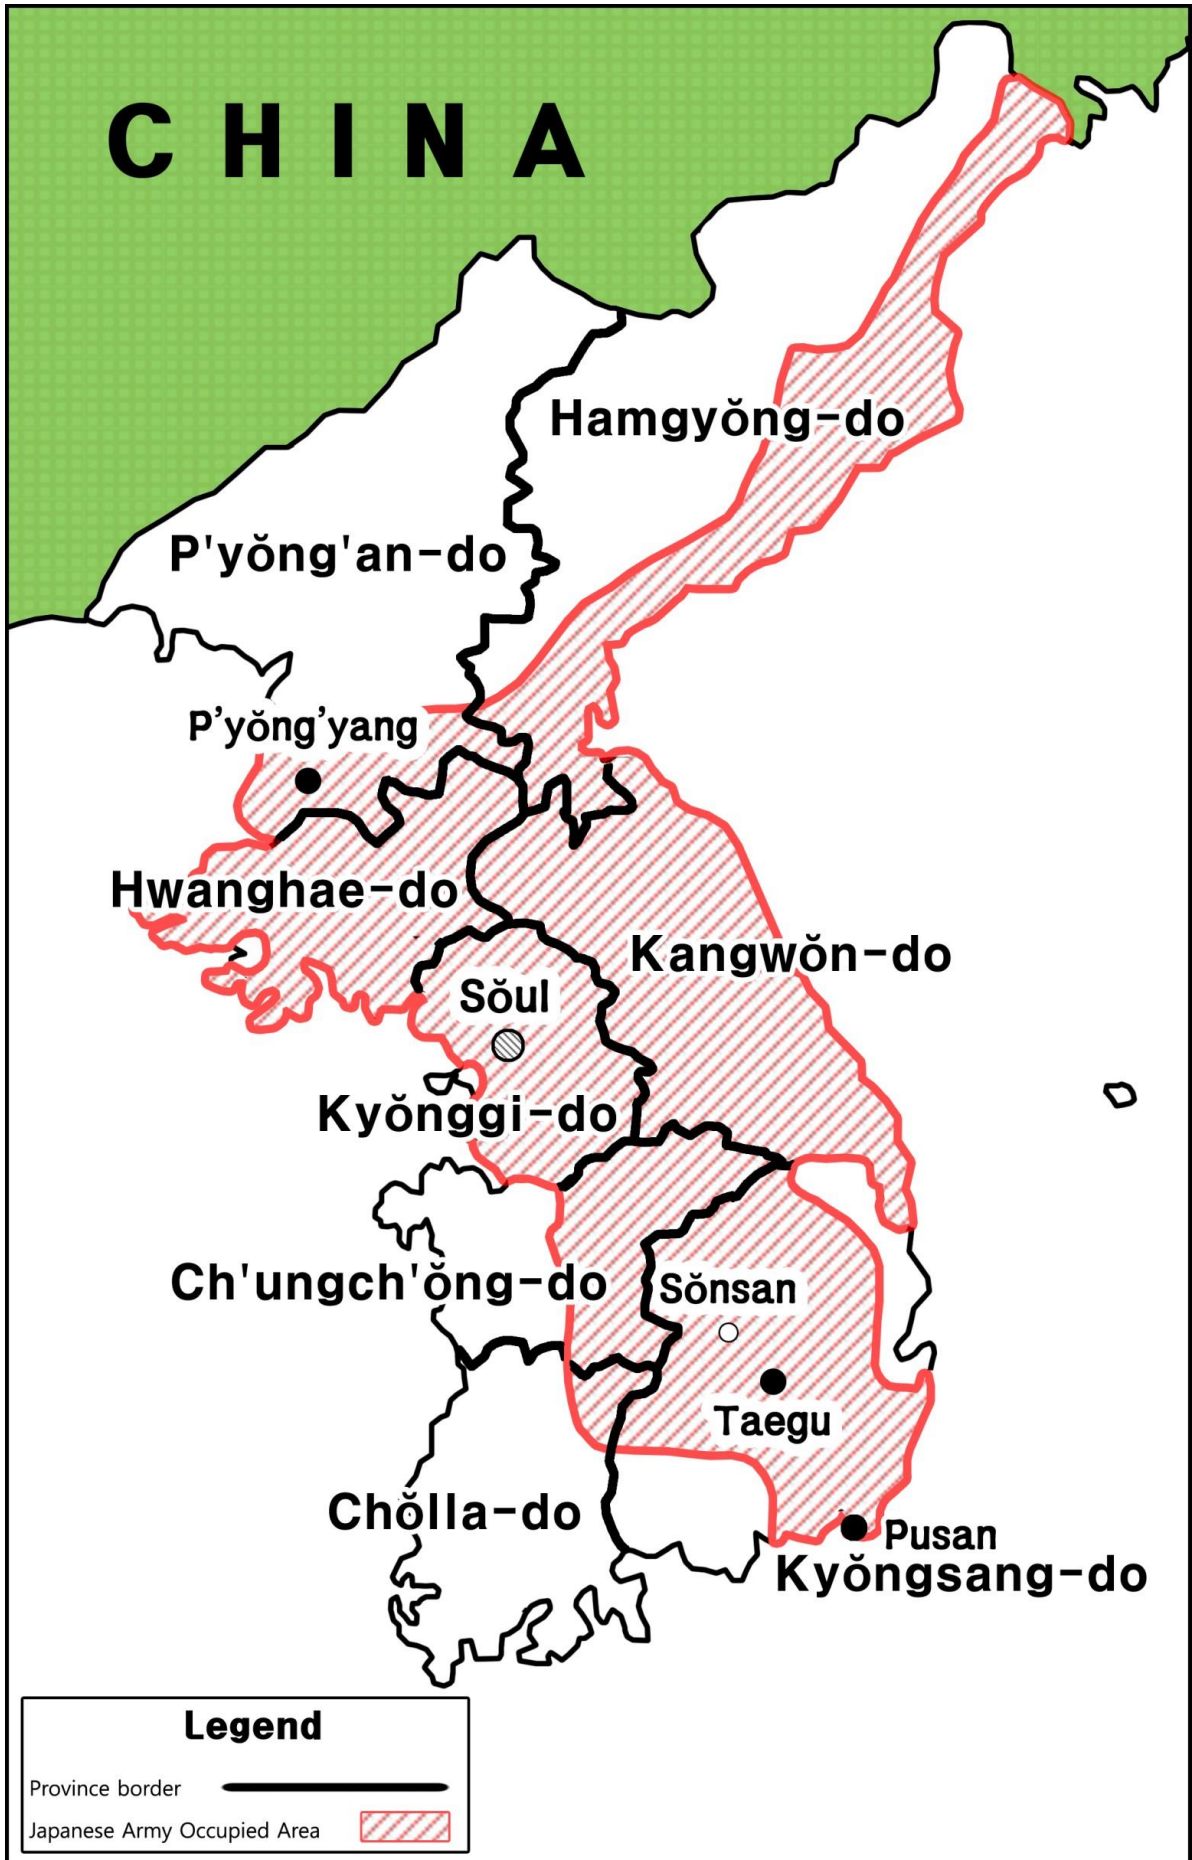 CHINA
Hamgyŏng-do
P'yŏng'an-do
P’yŏng’yang
Hwanghae-do
Kangwŏn-do
Sŏul
Kyŏnggi-do
Ch'ungch'ŏng-do
Sŏnsan
Taegu
Chŏlla-do
Pusan
Kyŏngsang-do
Legend
Province border
Japanese Army Occupied Area